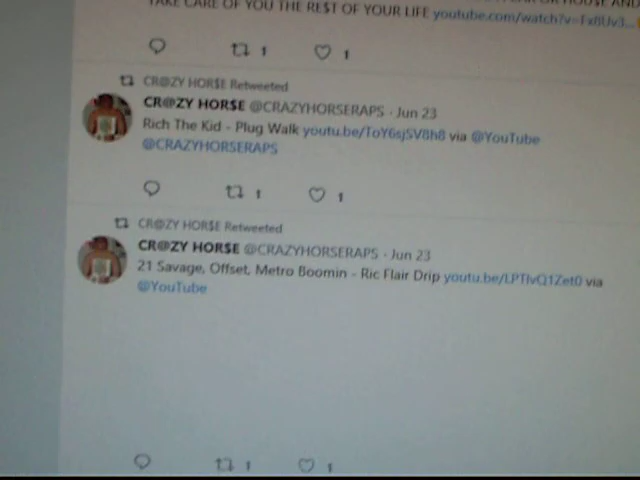 TAKE CARE OF YOU THE RE$T OF YOUR LIFE youtube.com/watch?v=Fx8Uv3...
1 1
CR@ZY HOR$E Retweeted
CR@ZY HOR$E @CRAZYHORSERAPS · Jun 23
Rich The Kid - Plug Walk youtu.be/ToY6sjSV8h8 via @YouTube
@CRAZYHORSERAPS
1 1
CR@ZY HOR$E Retweeted
CR@ZY HOR$E @CRAZYHORSERAPS · Jun 23
21 Savage, Offset, Metro Boomin - Ric Flair Drip youtu.be/LPTlvQ1Zet0 via
@YouTube
1 1